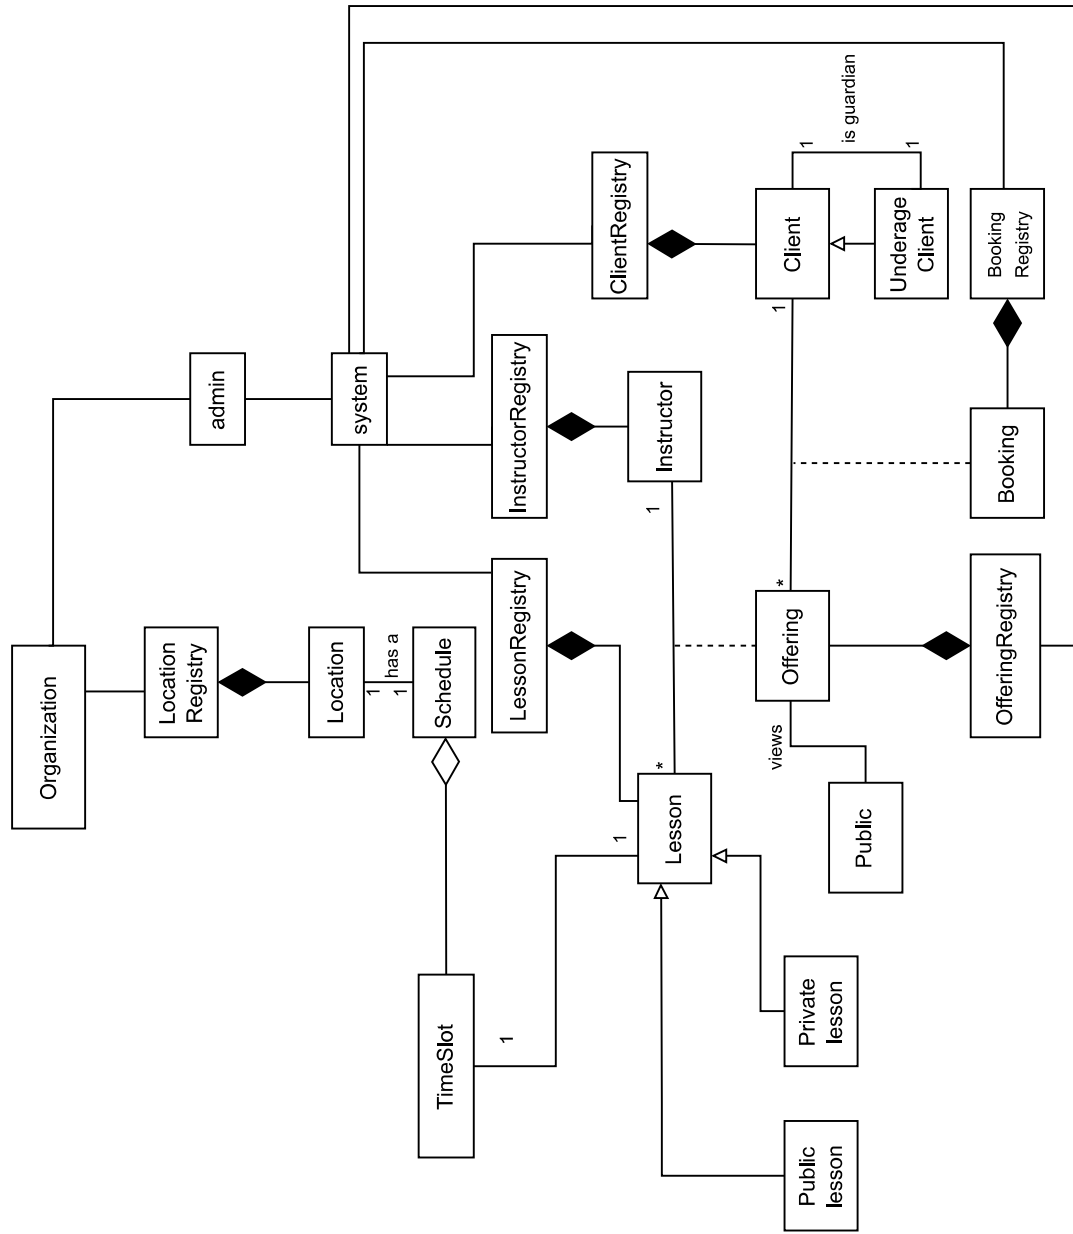 Organization
Location
Registry
admin
Location
system
1
has a
1
TimeSlot
Schedule
1
LessonRegistry
InstructorRegistry
1
ClientRegistry
*
1
Lesson
Instructor
views
*
1
Offering
Client
1
is guardian
1
Public
lesson
Private
lesson
Public
Underage
Client
OfferingRegistry
Booking
Booking
Registry